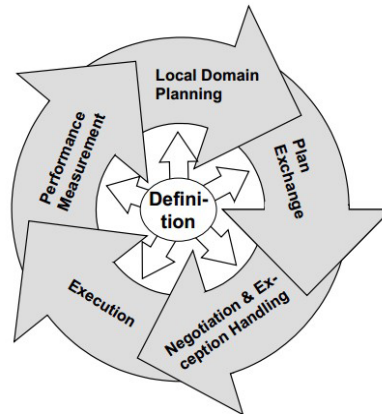 Local Domain
Planning
Plan
Exchange
Negotiation & Ex-
ception Handling
Execution
Performance
Measurement
Defini-
tion